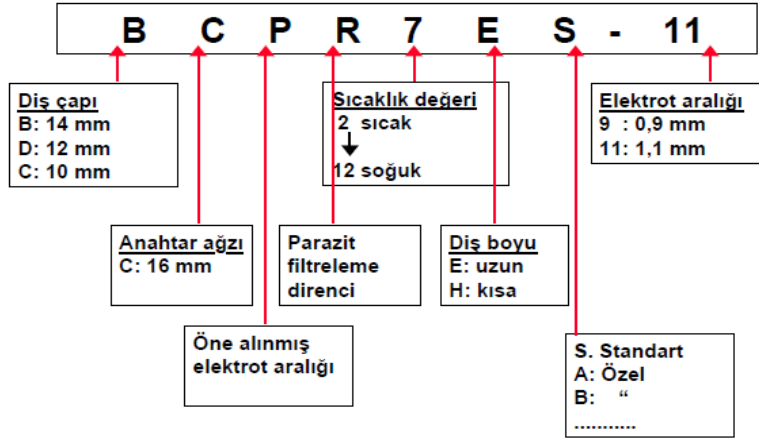 B C P R 7 E S - 11
Diş çapı
B: 14 mm
D: 12 mm
C: 10 mm
Sıcaklık değeri
2 sıcak
12 soğuk
Elektrot aralığı
9 : 0,9 mm
11: 1,1 mm
Anahtar ağzı
C: 16 mm
Parazit
filtreleme
direnci
Diş boyu
E: uzun
H: kısa
Öne alınmış
elektrot aralığı
S. Standart
A: Özel
B: “
...........